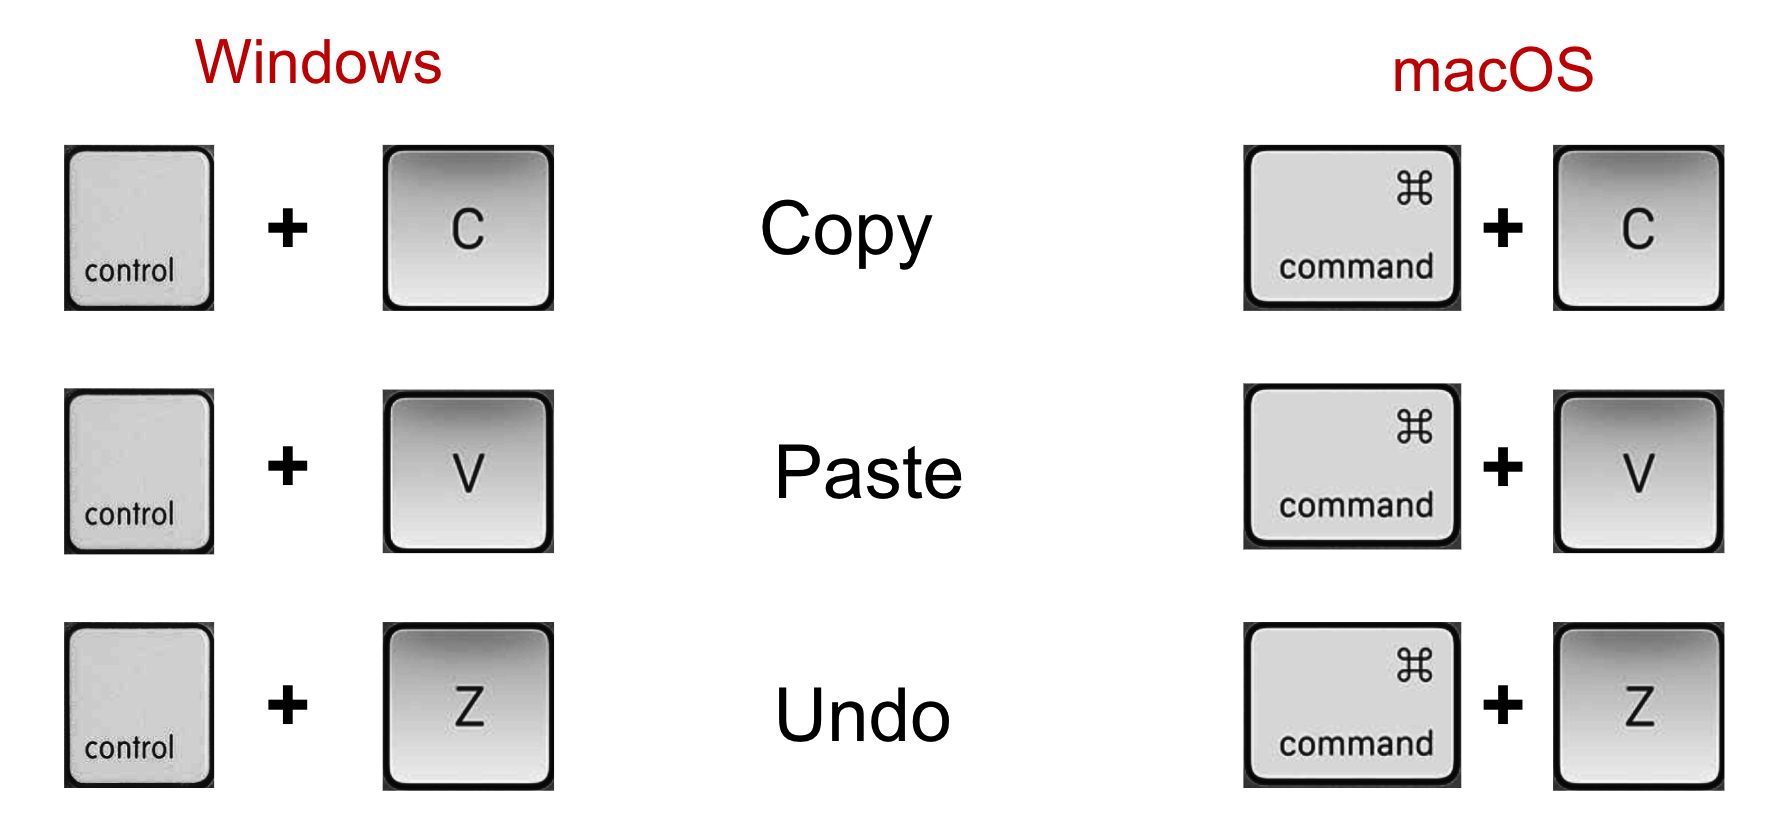 Windows
macOS
control + C
Copy
⌘
command + C
control + V
Paste
⌘
command + V
control + Z
Undo
⌘
command + Z